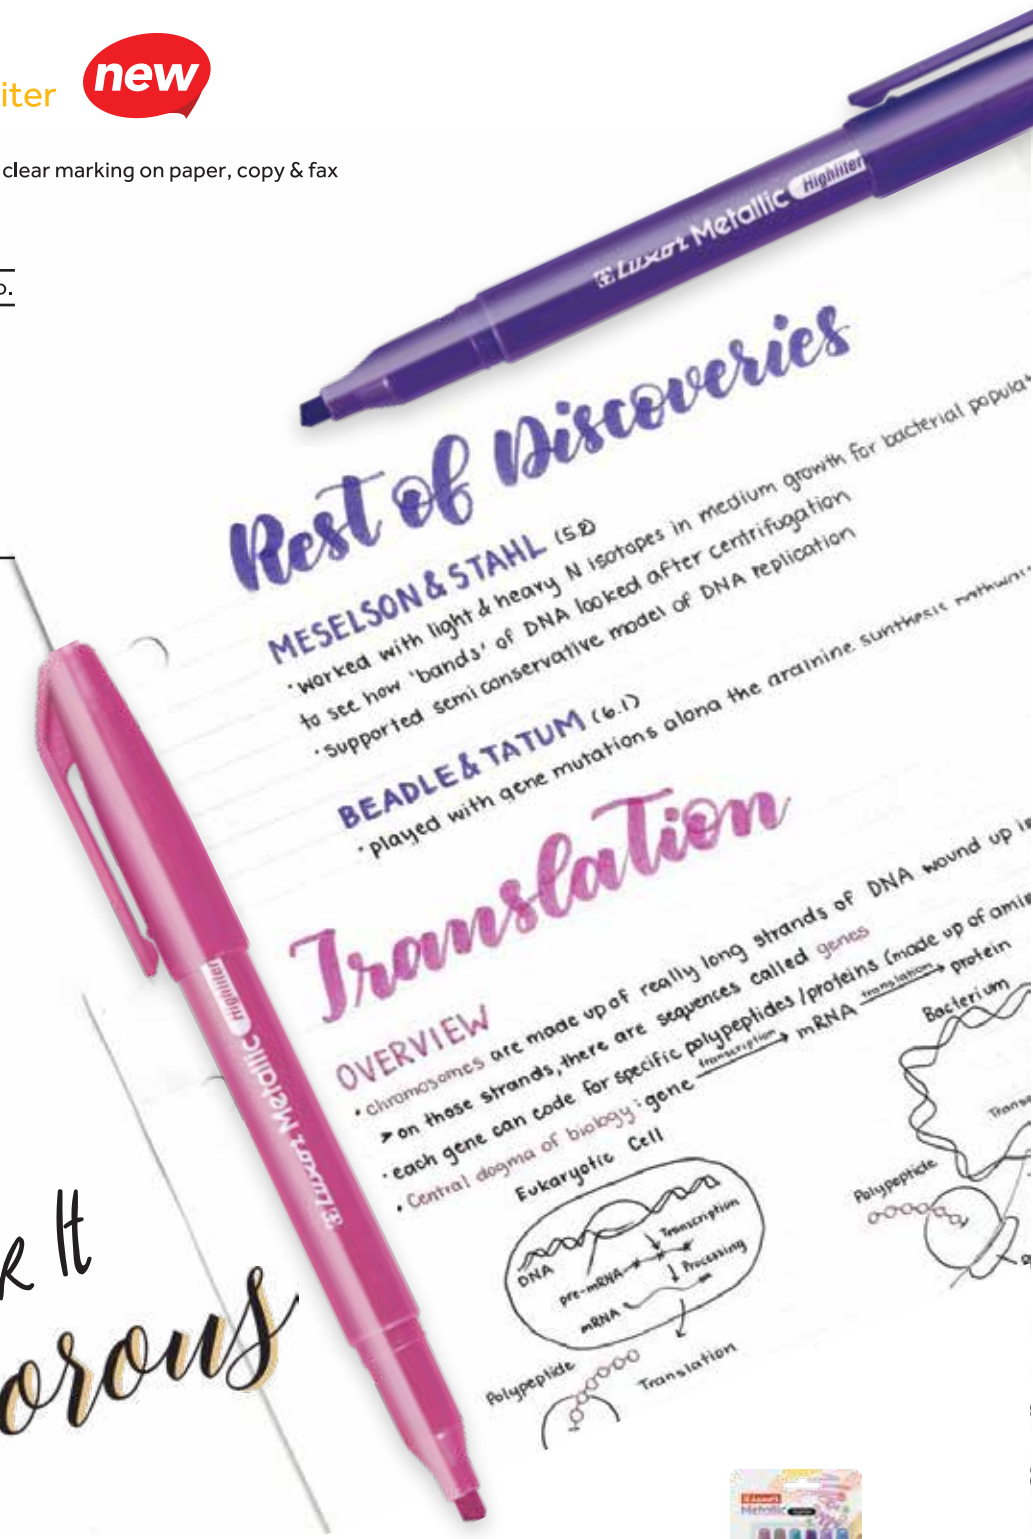 iter
new
clear marking on paper, copy & fax
Luxor Metallic Highliter
Rest of Discoveries
MESELSON & STAHL (5.2)
• worked with light & heavy N isotopes in medium growth for bacterial populat
to see how 'bands' of DNA looked after centrifugation
• supported semi conservative model of DNA replication
BEADLE & TATUM (6.1)
• played with gene mutations along the arginine synthesis pathways
Translation
OVERVIEW
• chromosomes are made up of really long strands of DNA wound up
➤ on those strands, there are sequences called genes
• each gene can code for specific polypeptides / proteins (made up of amin
• Central dogma of biology: gene transcription mRNA translation protein
Eukaryotic Cell
DNA
Transcription
pre-mRNA
Processing
mRNA
Polypeptide
Translation
Bacterium
Polypeptide
Luxor Metallic Highliter
It
orous
Luxor
Metallic